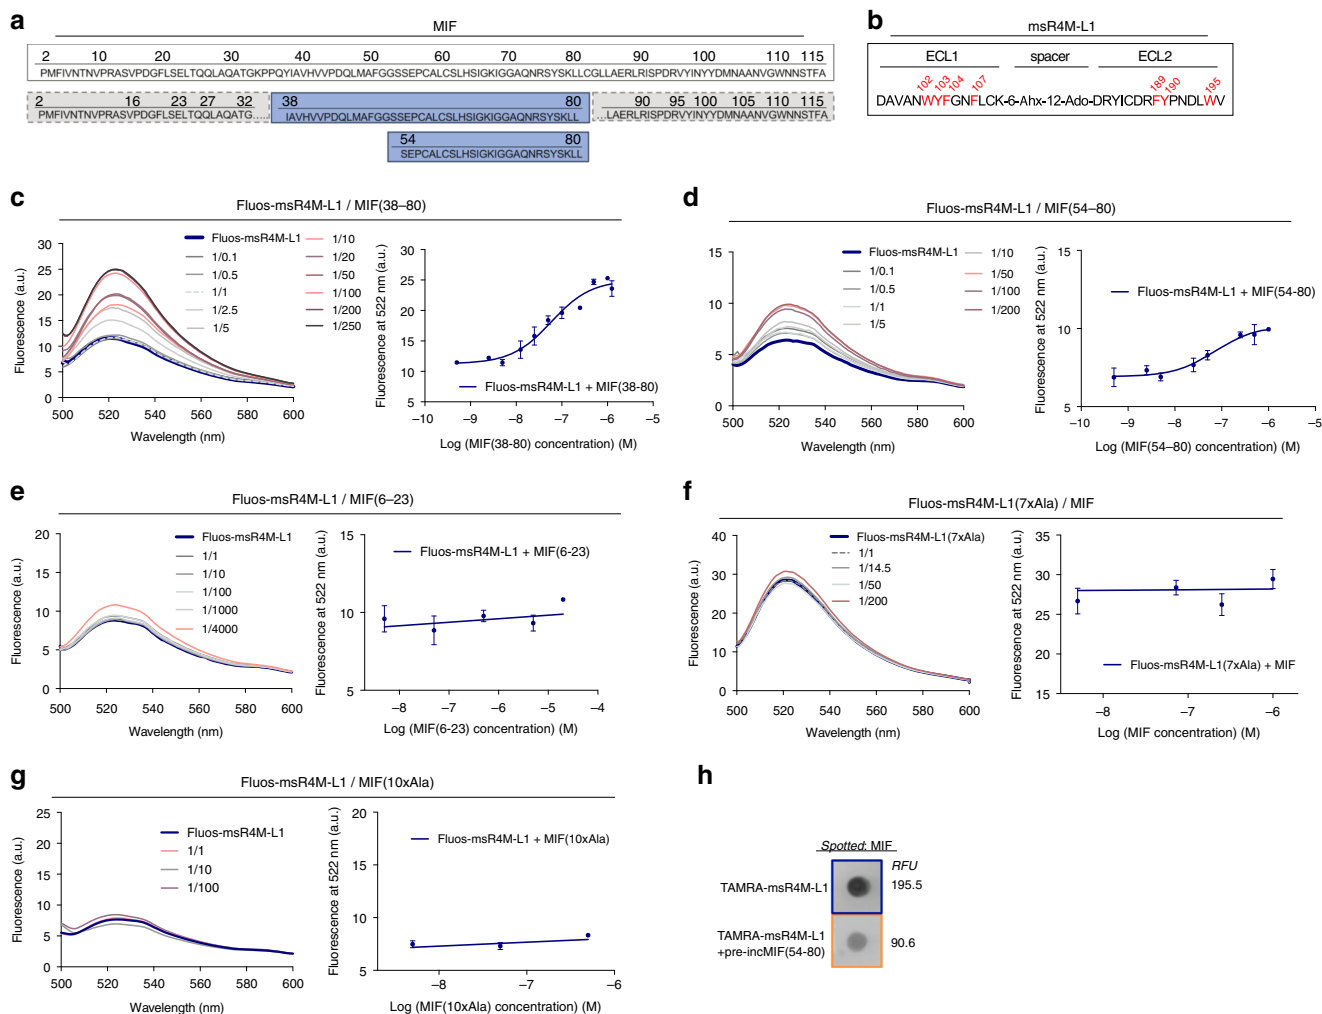 a
MIF
2 10 20 30 40 50 60 70 80 90 100 115
PMFIVNTNVPRASVPDGFLSELTQQLAQATGKPPQYIAVHVVPDQLMAFGGSSEPCALCSLHSIGKIGGAQNRSYSKLLCGLLAERLRISPDRVYINYYDMNAANVGWNNSTFA
2 16 23 27 32
PMFIVNTNVPRASVPDGFLSELTQQLAQATG.....
38 80
IAVHVVPDQLMAFGGSSEPCALCSLHSIGKIGGAQNRSYSKLL
90 95 100 105 110 115
...LAERLRISPDRVYINYYDMNAANVGWNNSTFA
54 80
SEPCALCSLHSIGKIGGAQNRSYSKLL
b
msR4M-L1
ECL1 spacer ECL2
102 103 104 107 189 190 195
DAVANWYFGNFLCK-6-Ahx-12-Ado-DRYICDRFYPNDLWV
c
Fluos-msR4M-L1 / MIF(38–80)
Fluorescence (a.u.)
30
25
20
15
10
5
0
500 520 540 560 580 600
Wavelength (nm)
Fluos-msR4M-L1
1/0.1
1/0.5
1/1
1/2.5
1/5
1/10
1/20
1/50
1/100
1/200
1/250
Fluorescence at 522 nm (a.u.)
30
25
20
15
10
5
Fluos-msR4M-L1 + MIF(38-80)
−10 −9 −8 −7 −6 −5
Log (MIF(38-80) concentration) (M)
d
Fluos-msR4M-L1 / MIF(54–80)
Fluorescence (a.u.)
15
10
5
0
500 520 540 560 580 600
Wavelength (nm)
Fluos-msR4M-L1
1/0.1
1/0.5
1/1
1/5
1/10
1/50
1/100
1/200
Fluorescence at 522 nm (a.u.)
15
10
5
Fluos-msR4M-L1 + MIF(54-80)
−10 −9 −8 −7 −6 −5
Log (MIF(54–80) concentration) (M)
e
Fluos-msR4M-L1 / MIF(6–23)
Fluorescence (a.u.)
20
15
10
5
0
500 520 540 560 580 600
Wavelength (nm)
Fluos-msR4M-L1
1/1
1/10
1/100
1/1000
1/4000
Fluorescence at 522 nm (a.u.)
15
10
5
Fluos-msR4M-L1 + MIF(6-23)
−8 −7 −6 −5 −4
Log (MIF(6-23) concentration) (M)
f
Fluos-msR4M-L1(7xAla) / MIF
Fluorescence (a.u.)
40
30
20
10
0
500 520 540 560 580 600
Wavelength (nm)
Fluos-msR4M-L1(7xAla)
1/1
1/14.5
1/50
1/200
Fluorescence at 522 nm (a.u.)
35
30
25
20
15
Fluos-msR4M-L1(7xAla) + MIF
−8 −7 −6
Log (MIF concentration) (M)
g
Fluos-msR4M-L1 / MIF(10xAla)
Fluorescence (a.u.)
25
20
15
10
5
0
500 520 540 560 580 600
Wavelength (nm)
Fluos-msR4M-L1
1/1
1/10
1/100
Fluorescence at 522 nm (a.u.)
20
15
10
5
Fluos-msR4M-L1 + MIF(10xAla)
−8 −7 −6
Log (MIF(10xAla) concentration) (M)
h
Spotted: MIF
RFU
TAMRA-msR4M-L1 195.5
TAMRA-msR4M-L1
+pre-incMIF(54-80) 90.6